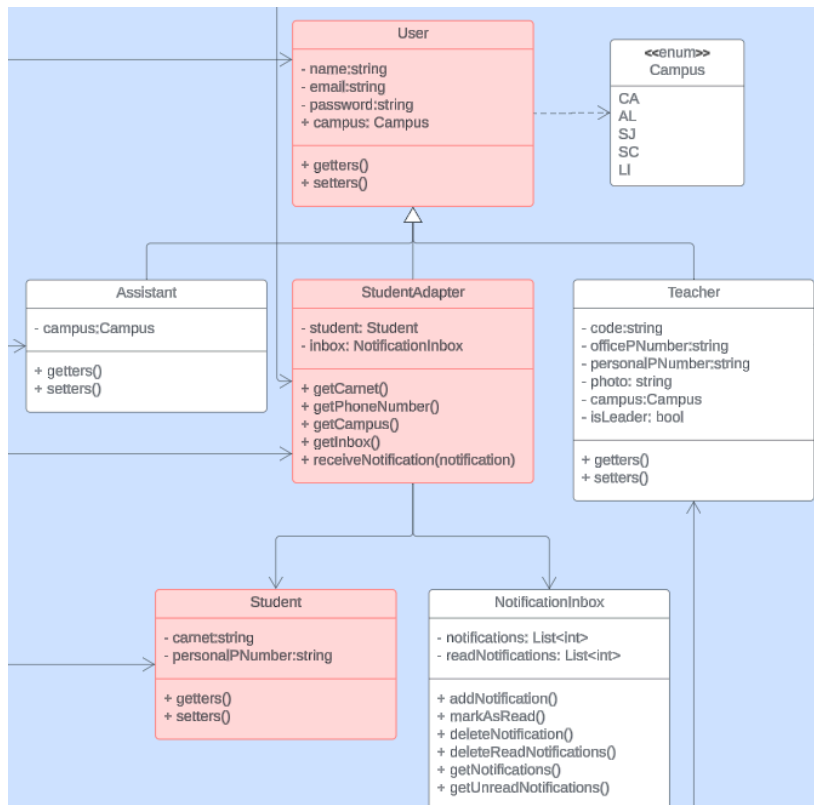 User
- name:string
- email:string
- password:string
+ campus: Campus
+ getters()
+ setters()
<<enum>>
Campus
CA
AL
SJ
SC
LI
Assistant
- campus:Campus
+ getters()
+ setters()
StudentAdapter
- student: Student
- inbox: NotificationInbox
+ getCarnet()
+ getPhoneNumber()
+ getCampus()
+ getInbox()
+ receiveNotification(notification)
Teacher
- code:string
- officePNumber:string
- personalPNumber:string
- photo: string
- campus:Campus
- isLeader: bool
+ getters()
+ setters()
Student
- carnet:string
- personalPNumber:string
+ getters()
+ setters()
NotificationInbox
- notifications: List<int>
- readNotifications: List<int>
+ addNotification()
+ markAsRead()
+ deleteNotification()
+ deleteReadNotifications()
+ getNotifications()
+ getUnreadNotifications()